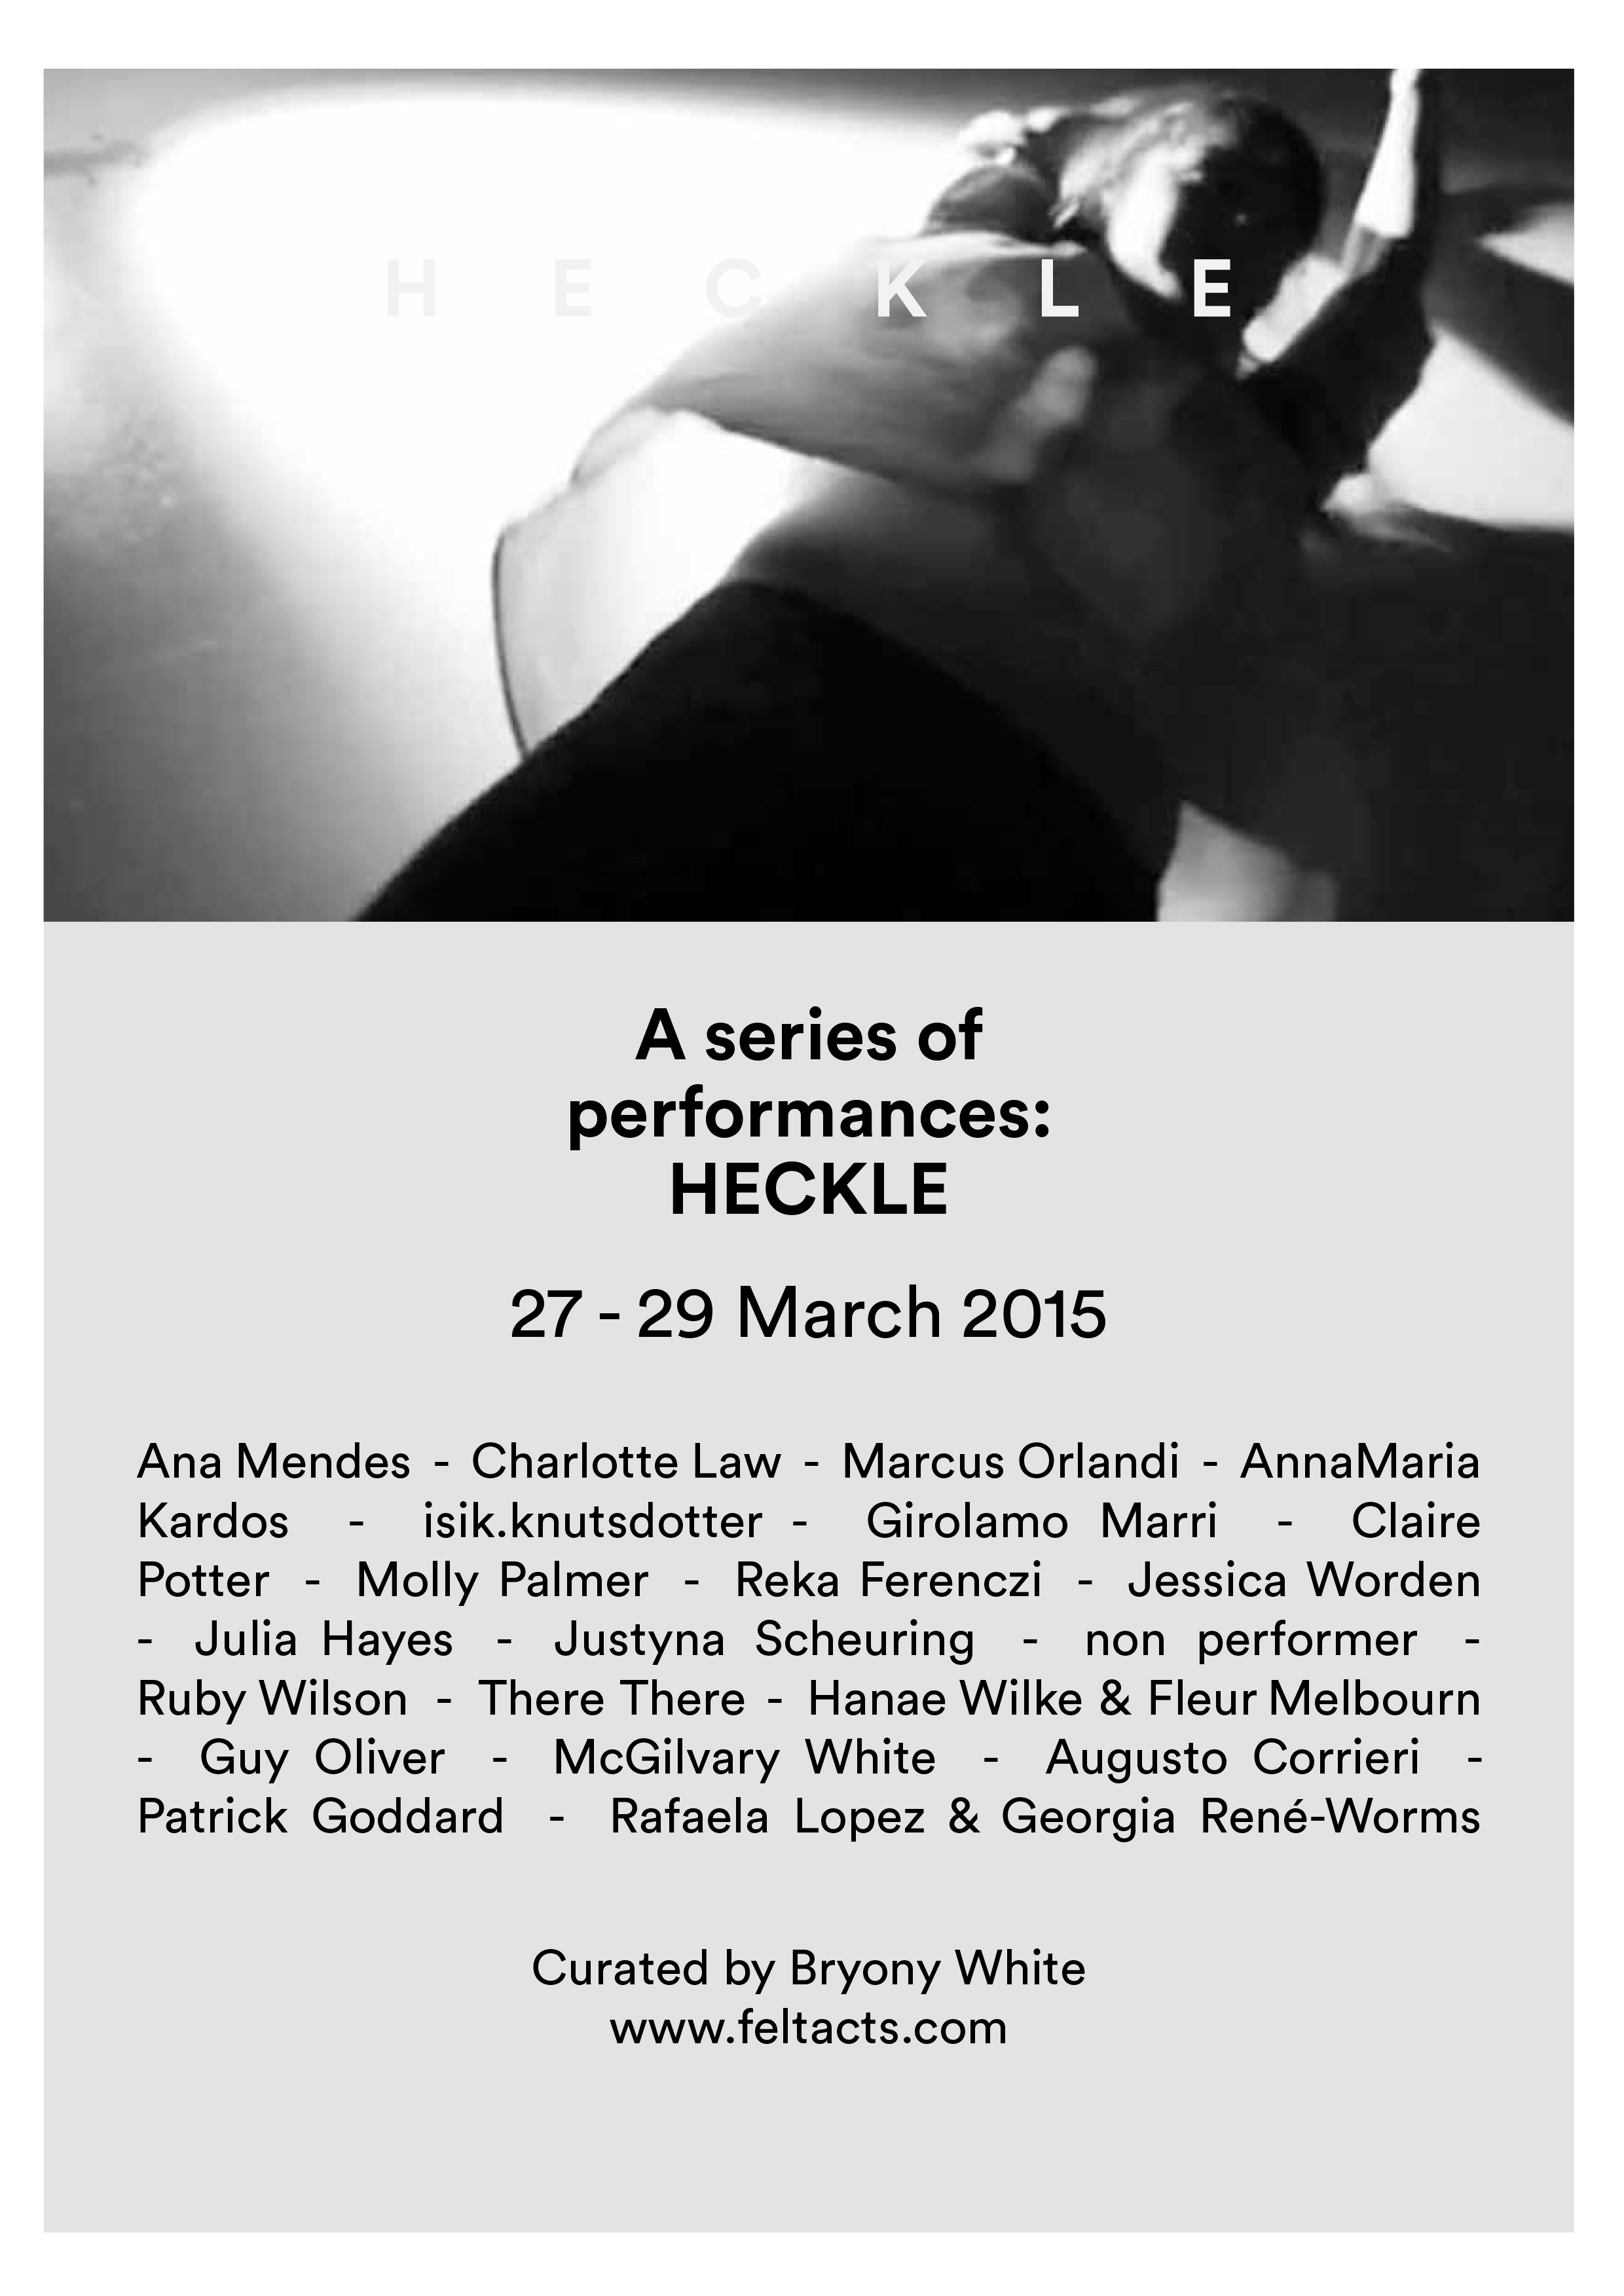 H E C K L E
A series of
performances:
HECKLE
27 - 29 March 2015
Ana Mendes - Charlotte Law - Marcus Orlandi - AnnaMaria
Kardos - isik.knutsdotter - Girolamo Marri - Claire
Potter - Molly Palmer - Reka Ferenczi - Jessica Worden
- Julia Hayes - Justyna Scheuring - non performer -
Ruby Wilson - There There - Hanae Wilke & Fleur Melbourn
- Guy Oliver - McGilvary White - Augusto Corrieri -
Patrick Goddard - Rafaela Lopez & Georgia René-Worms
Curated by Bryony White
www.feltacts.com